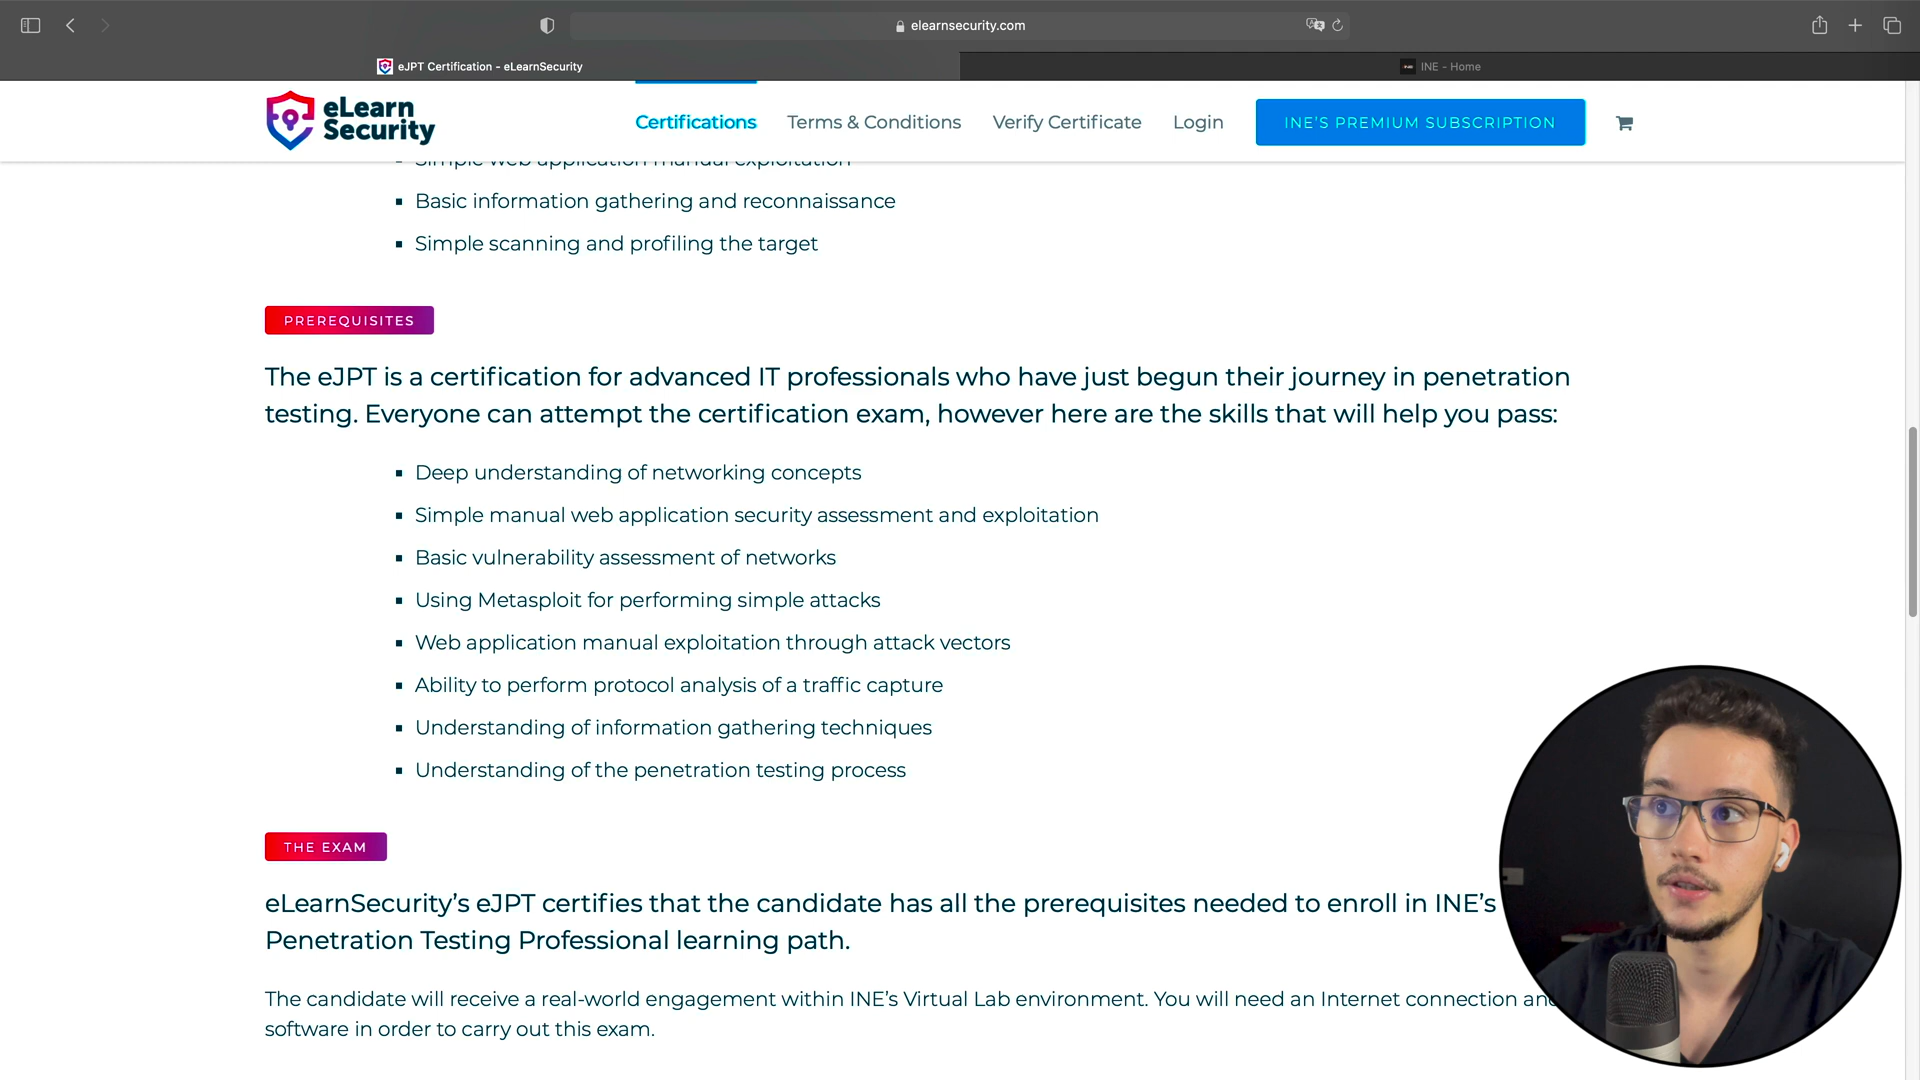 elearnsecurity.com
eJPT Certification - eLearnSecurity
INE - Home
eLearn
Security
Certifications
Terms & Conditions
Verify Certificate
Login
INE'S PREMIUM SUBSCRIPTION
Simple web application manual exploitation
Basic information gathering and reconnaissance
Simple scanning and profiling the target
PREREQUISITES
The eJPT is a certification for advanced IT professionals who have just begun their journey in penetration
testing. Everyone can attempt the certification exam, however here are the skills that will help you pass:
Deep understanding of networking concepts
Simple manual web application security assessment and exploitation
Basic vulnerability assessment of networks
Using Metasploit for performing simple attacks
Web application manual exploitation through attack vectors
Ability to perform protocol analysis of a traffic capture
Understanding of information gathering techniques
Understanding of the penetration testing process
THE EXAM
eLearnSecurity’s eJPT certifies that the candidate has all the prerequisites needed to enroll in INE’s
Penetration Testing Professional learning path.
The candidate will receive a real-world engagement within INE’s Virtual Lab environment. You will need an Internet connection and
software in order to carry out this exam.